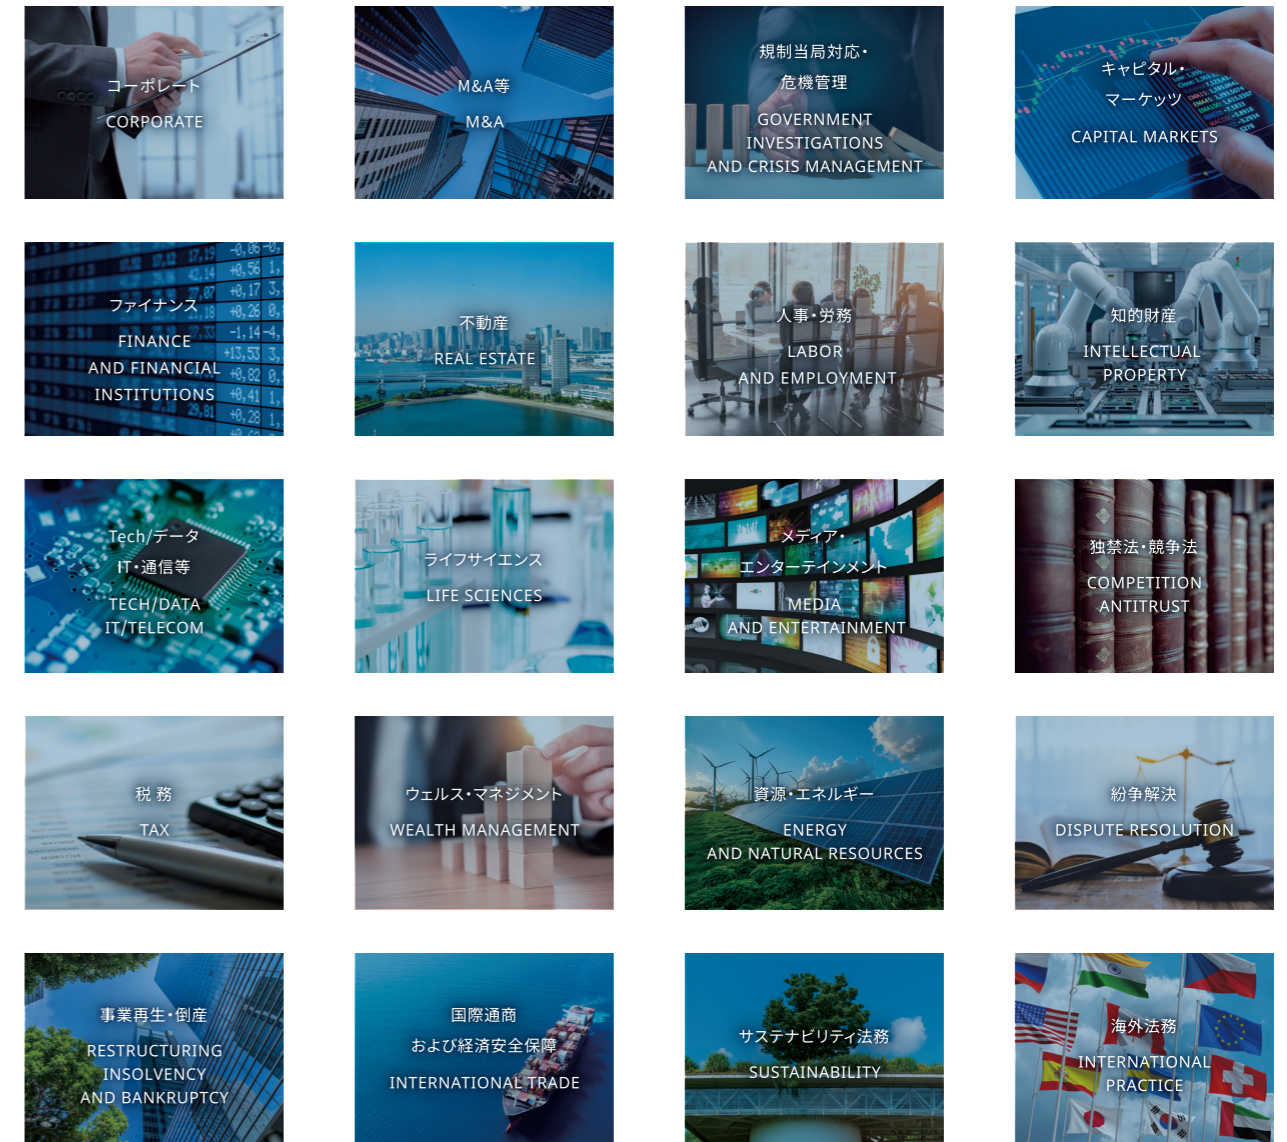 コーポレート
CORPORATE
M&A等
M&A
規制当局対応・
危機管理
GOVERNMENT
INVESTIGATIONS
AND CRISIS MANAGEMENT
キャピタル・
マーケッツ
CAPITAL MARKETS
ファイナンス
FINANCE
AND FINANCIAL
INSTITUTIONS
不動産
REAL ESTATE
人事・労務
LABOR
AND EMPLOYMENT
知的財産
INTELLECTUAL
PROPERTY
Tech/データ
IT・通信等
TECH/DATA
IT/TELECOM
ライフサイエンス
LIFE SCIENCES
メディア・
エンターテインメント
MEDIA
AND ENTERTAINMENT
独禁法・競争法
COMPETITION
ANTITRUST
税 務
TAX
ウェルス・マネジメント
WEALTH MANAGEMENT
資源・エネルギー
ENERGY
AND NATURAL RESOURCES
紛争解決
DISPUTE RESOLUTION
事業再生・倒産
RESTRUCTURING
INSOLVENCY
AND BANKRUPTCY
国際通商
および経済安全保障
INTERNATIONAL TRADE
サステナビリティ法務
SUSTAINABILITY
海外法務
INTERNATIONAL
PRACTICE